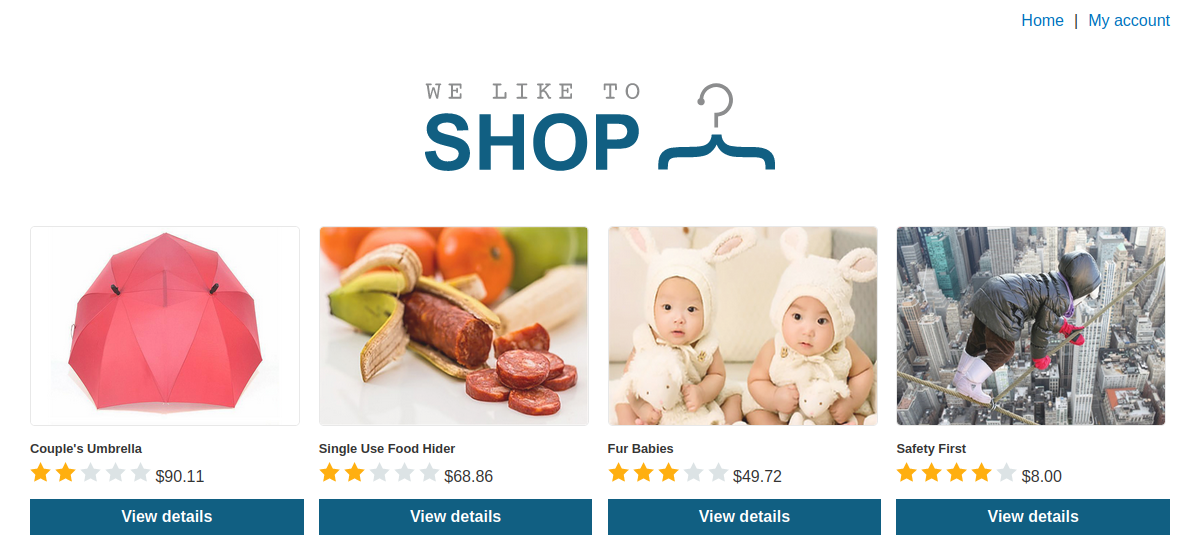 Home | My account
WE LIKE TO
SHOP
Couple's Umbrella
$90.11
View details
Single Use Food Hider
$68.86
View details
Fur Babies
$49.72
View details
Safety First
$8.00
View details